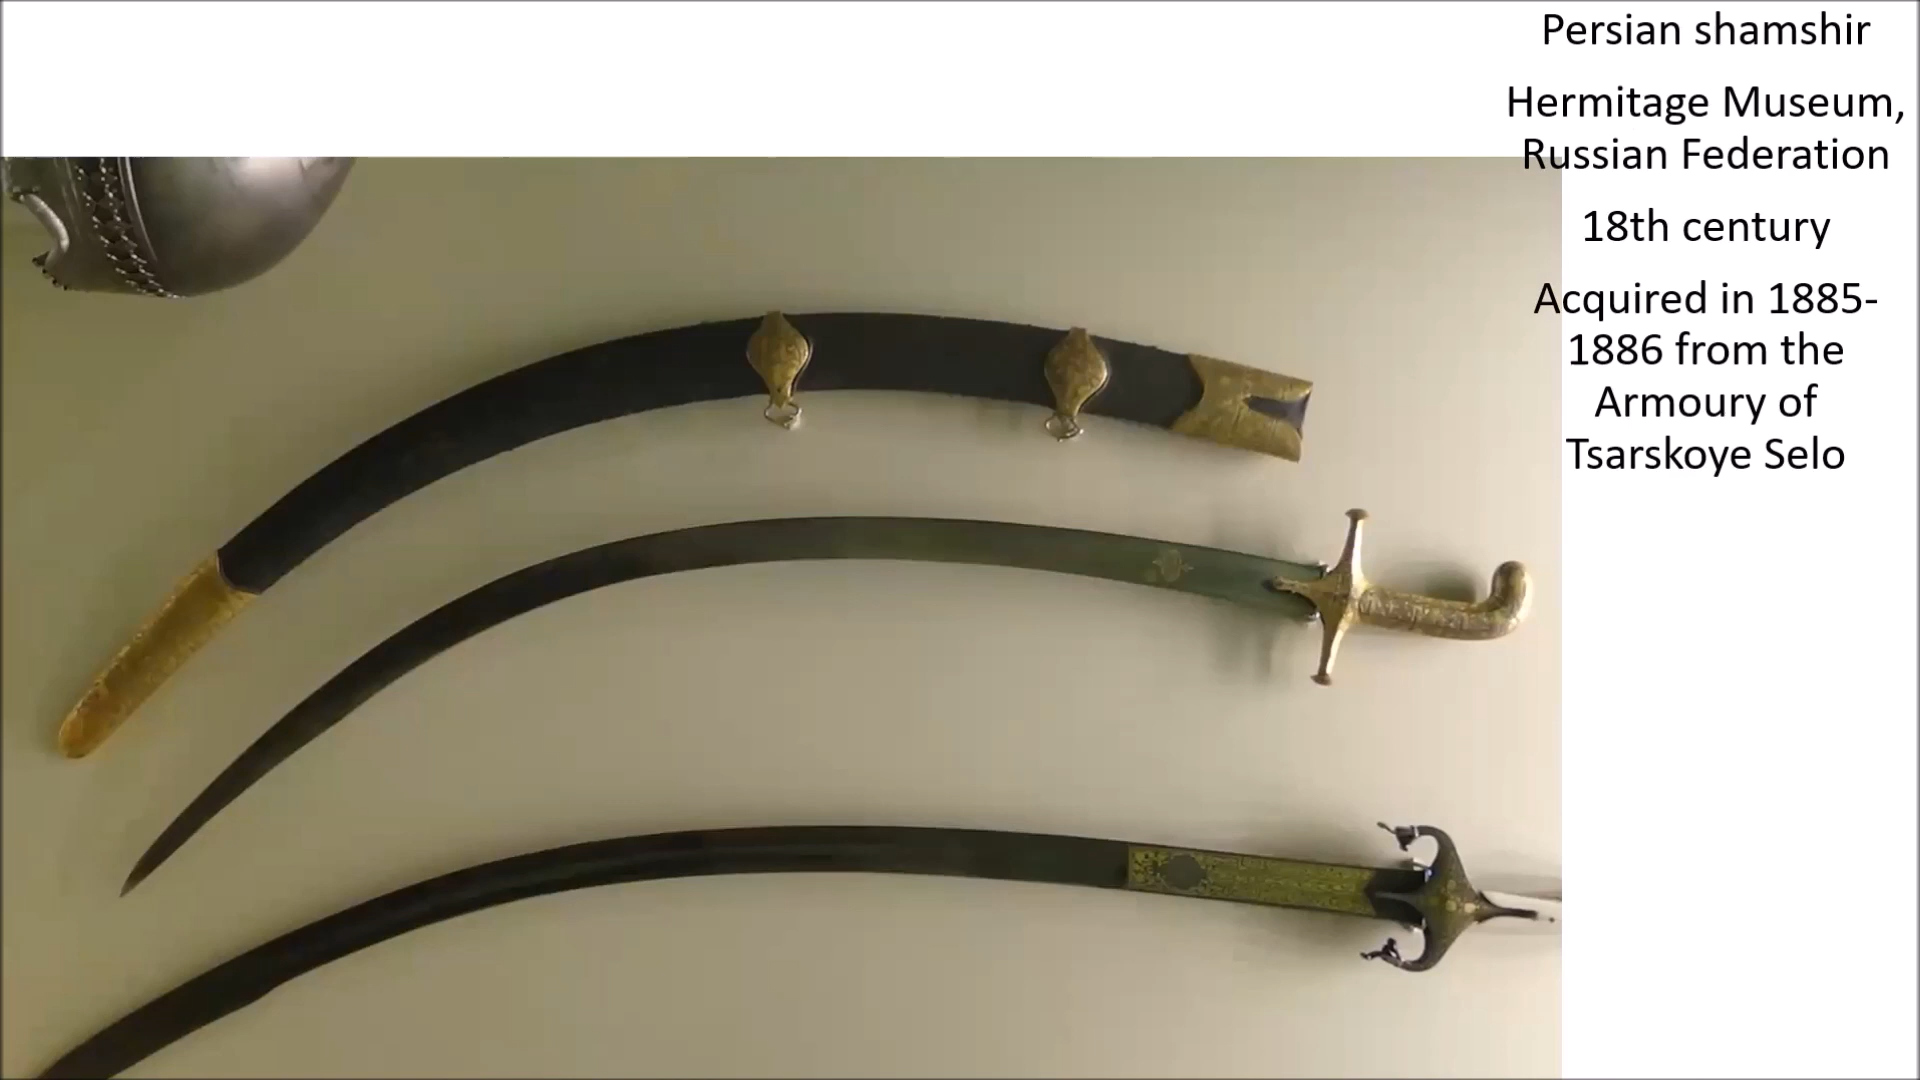 Persian shamshir
Hermitage Museum,
Russian Federation
18th century
Acquired in 1885-
1886 from the
Armoury of
Tsarskoye Selo